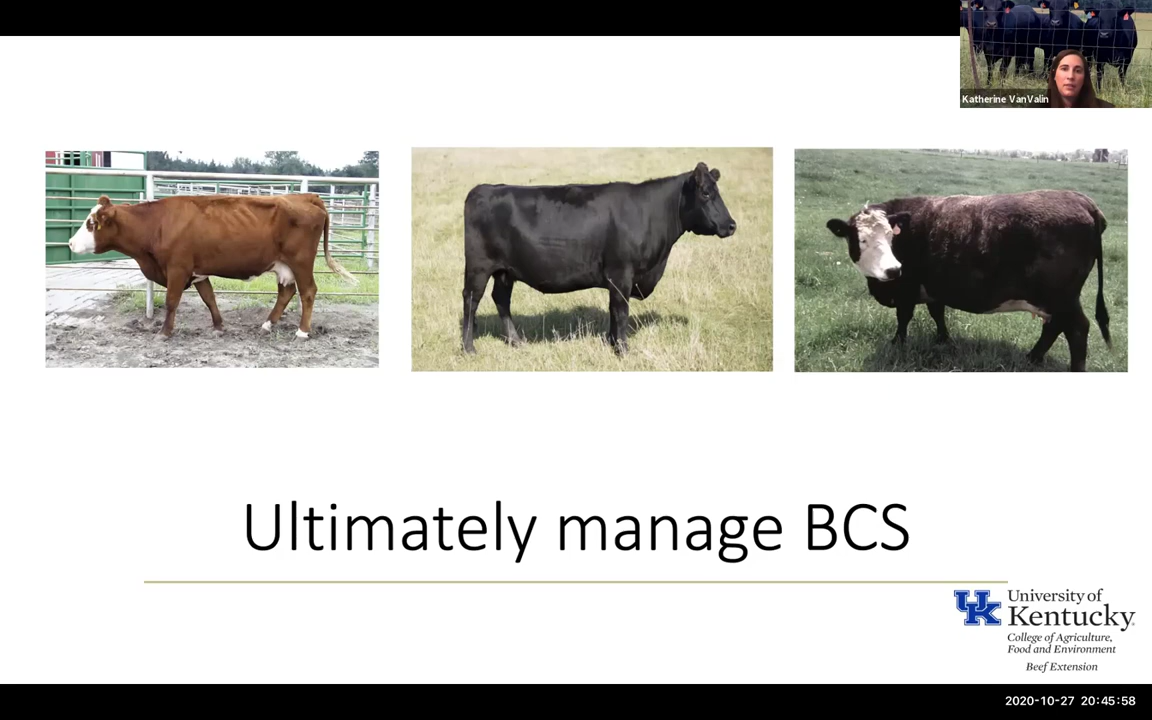 Katherine VanValin
Ultimately manage BCS
UK
University of
Kentucky
College of Agriculture,
Food and Environment
Beef Extension
2020-10-27 20:45:58